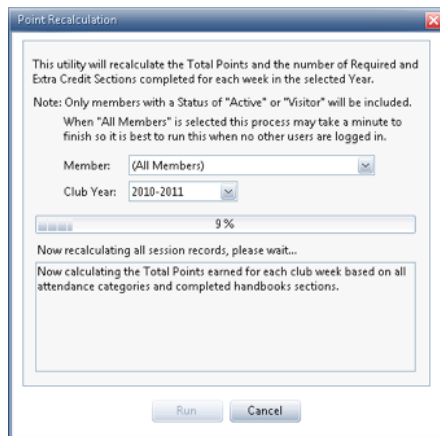 Point Recalculation
This utility will recalculate the Total Points and the number of Required and
Extra Credit Sections completed for each week in the selected Year.
Note: Only members with a Status of "Active" or "Visitor" will be included.
When "All Members" is selected this process may take a minute to
finish so it is best to run this when no other users are logged in.
Member: (All Members)
Club Year: 2010-2011
9 %
Now recalculating all session records, please wait...
Now calculating the Total Points earned for each club week based on all
attendance categories and completed handbooks sections.
Run Cancel